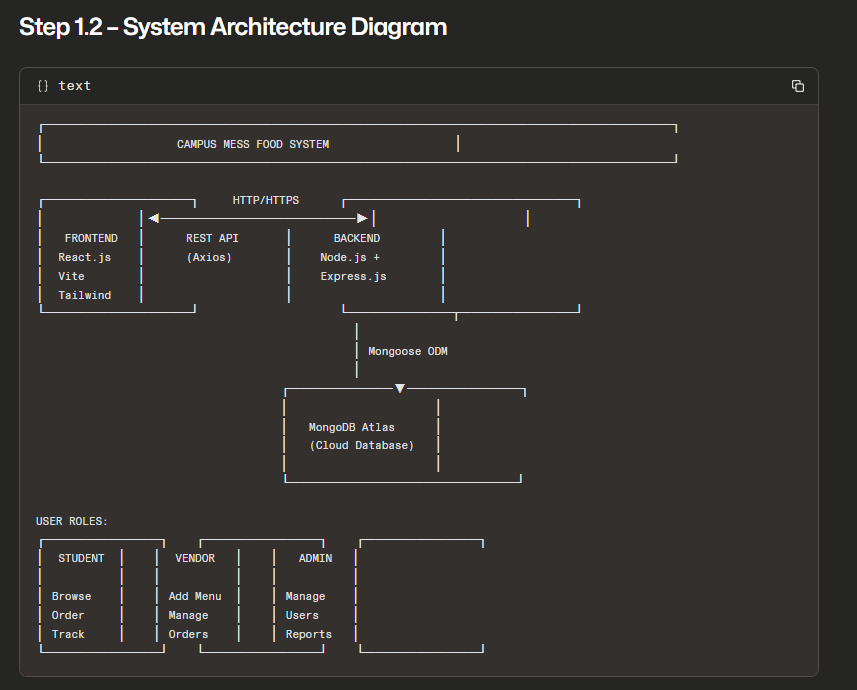 Step 1.2 – System Architecture Diagram
{} text
CAMPUS MESS FOOD SYSTEM
HTTP/HTTPS
FRONTEND REST API BACKEND
React.js (Axios) Node.js +
Vite Express.js
Tailwind
Mongoose ODM
MongoDB Atlas
(Cloud Database)
USER ROLES:
STUDENT VENDOR ADMIN
Browse Add Menu Manage
Order Manage Users
Track Orders Reports